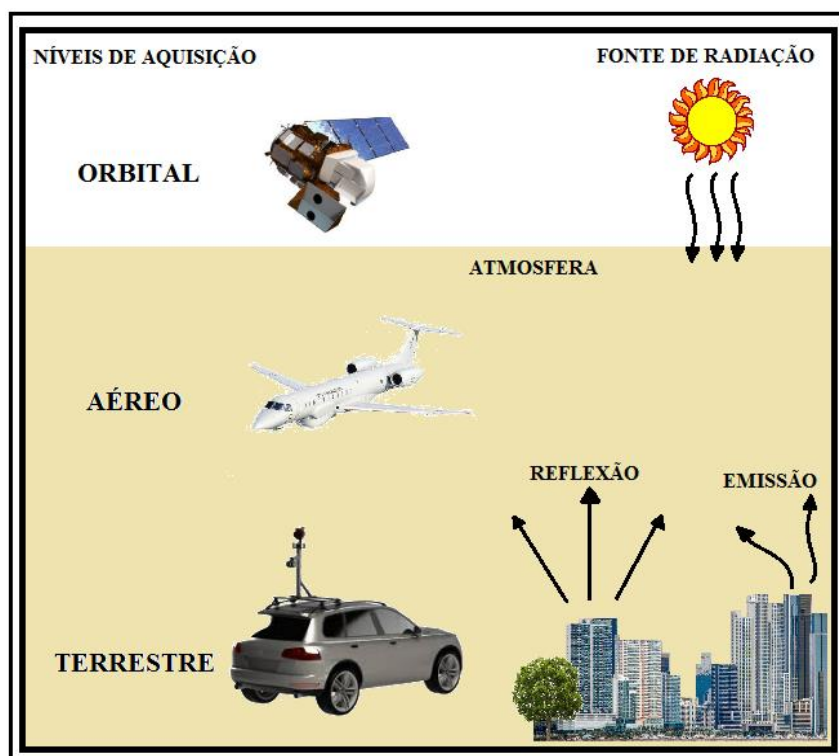 NÍVEIS DE AQUISIÇÃO
FONTE DE RADIAÇÃO
ORBITAL
ATMOSFERA
AÉREO
REFLEXÃO
EMISSÃO
TERRESTRE